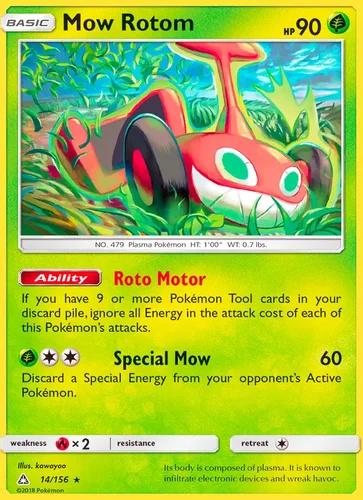 BASIC Mow Rotom HP 90
NO. 479 Plasma Pokémon HT: 1'00" WT: 0.7 lbs.
Ability Roto Motor
If you have 9 or more Pokémon Tool cards in your
discard pile, ignore all Energy in the attack cost of each of
this Pokémon's attacks.
Special Mow 60
Discard a Special Energy from your opponent's Active
Pokémon.
weakness ×2 resistance retreat
Illus. kawayoo
14/156 ★
©2018 Pokémon
Its body is composed of plasma. It is known to
infiltrate electronic devices and wreak havoc.